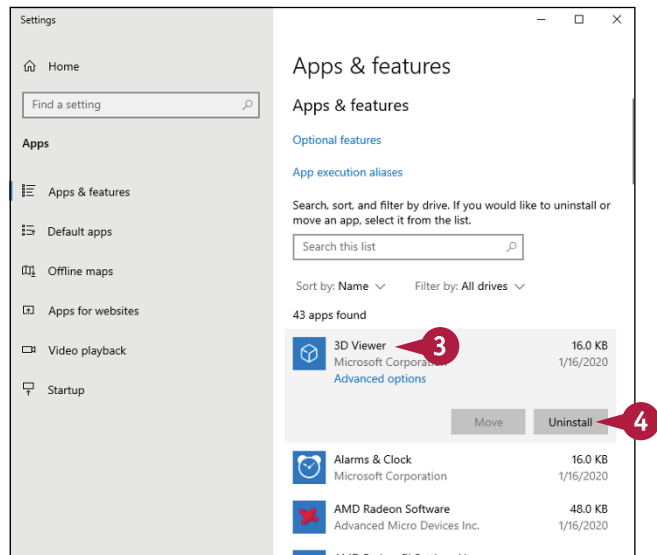 Settings
Home
Find a setting
Apps
Apps & features
Default apps
Offline maps
Apps for websites
Video playback
Startup
Apps & features
Apps & features
Optional features
App execution aliases
Search, sort, and filter by drive. If you would like to uninstall or
move an app, select it from the list.
Search this list
Sort by: Name
Filter by: All drives
43 apps found
3D Viewer
3
16.0 KB
Microsoft Corporation
1/16/2020
Advanced options
Move
Uninstall
4
Alarms & Clock
16.0 KB
Microsoft Corporation
1/16/2020
AMD Radeon Software
48.0 KB
Advanced Micro Devices Inc.
1/16/2020